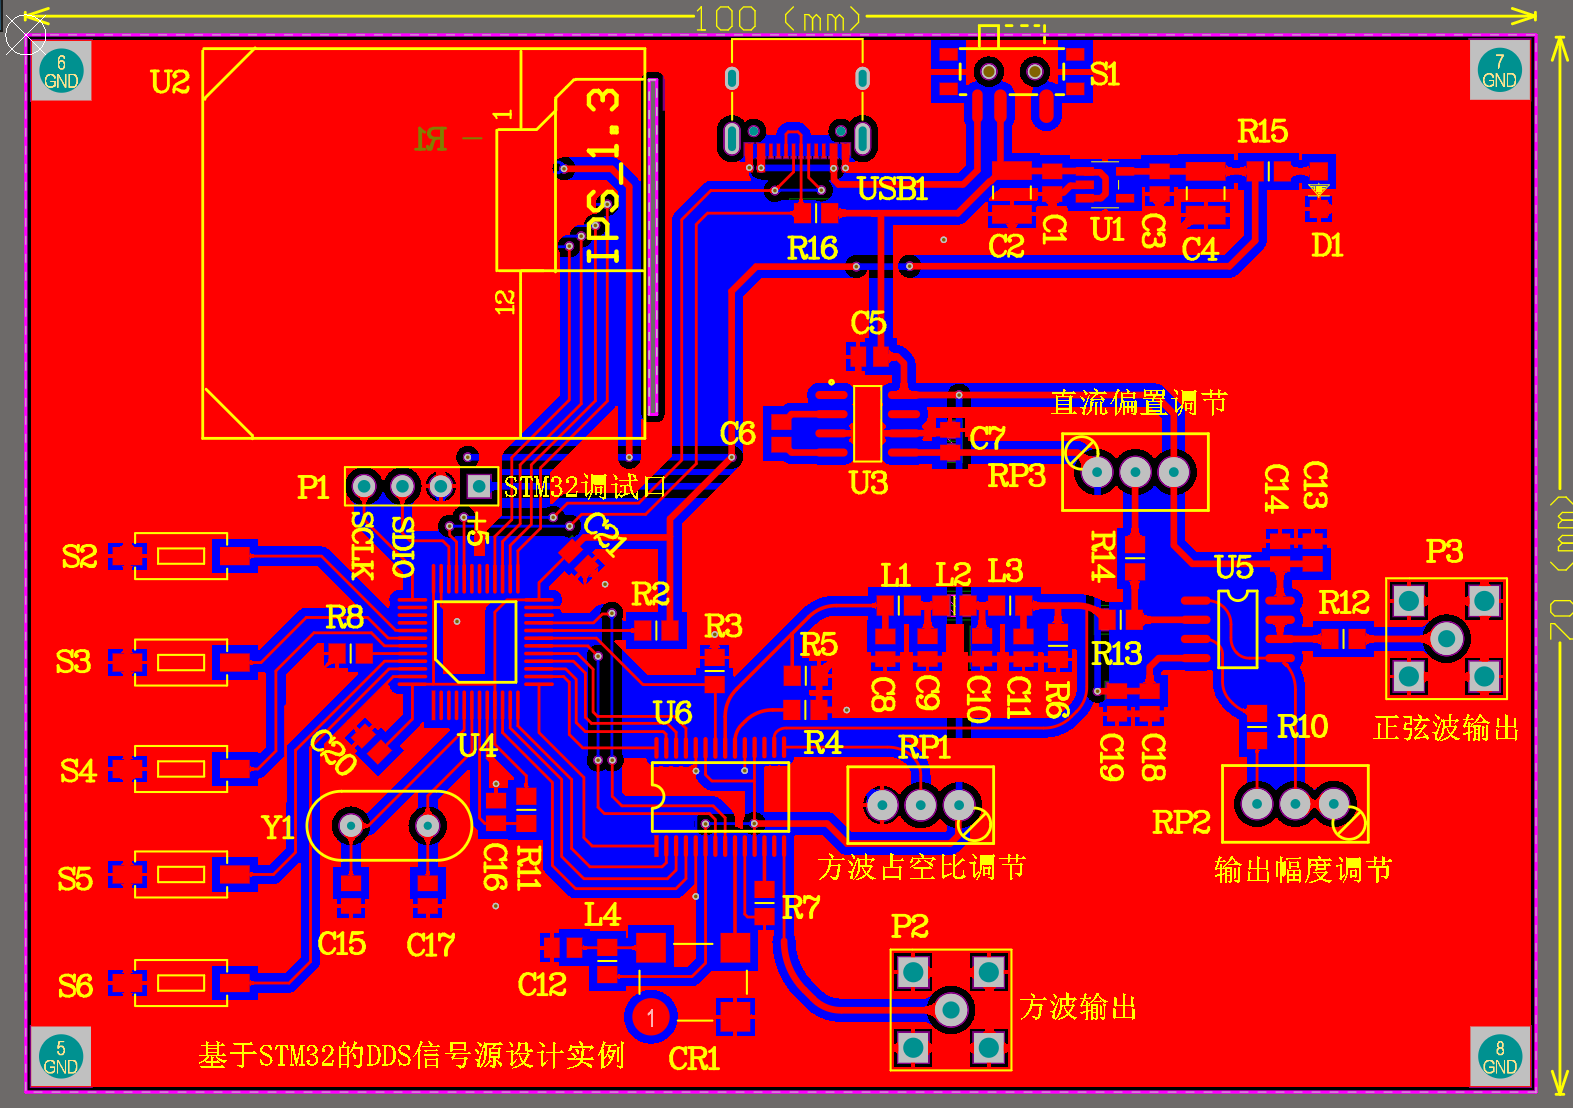 100 (mm)
6
GND
7
GND
U2
1
IPS_1.3
R1
12
USB1
R16
S1
R15
C2
C1
U1
C3
C4
D1
C5
C6
C7
U3
直流偏置调节
RP3
P1
STM32调试口
SCLK
SDIO
+5
C21
C14
C13
70 (mm)
S2
S3
S4
S5
S6
R8
R2
R3
R5
L1
L2
L3
R14
U5
P3
R12
R13
C8
C9
C10
C11
R6
U6
R4
RP1
C19
C18
R10
正弦波输出
C20
U4
Y1
RP2
方波占空比调节
输出幅度调节
C16
R11
C15
C17
L4
R7
P2
C12
方波输出
1
CR1
5
GND
基于STM32的DDS信号源设计实例
8
GND